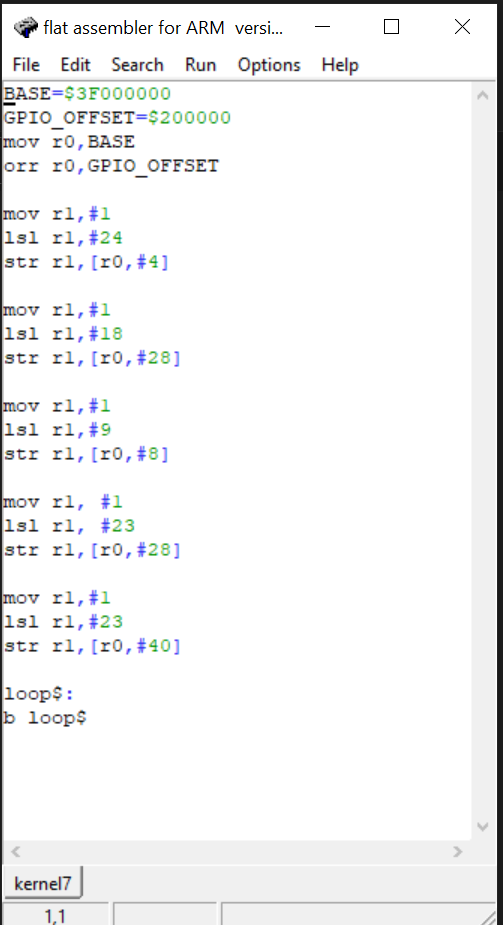 flat assembler for ARM versi...
File Edit Search Run Options Help
BASE=$3F000000
GPIO_OFFSET=$200000
mov r0,BASE
orr r0,GPIO_OFFSET
mov r1,#1
lsl r1,#24
str r1,[r0,#4]
mov r1,#1
lsl r1,#18
str r1,[r0,#28]
mov r1,#1
lsl r1,#9
str r1,[r0,#8]
mov r1, #1
lsl r1, #23
str r1,[r0,#28]
mov r1,#1
lsl r1,#23
str r1,[r0,#40]
loop$:
b loop$
kernel7
1,1